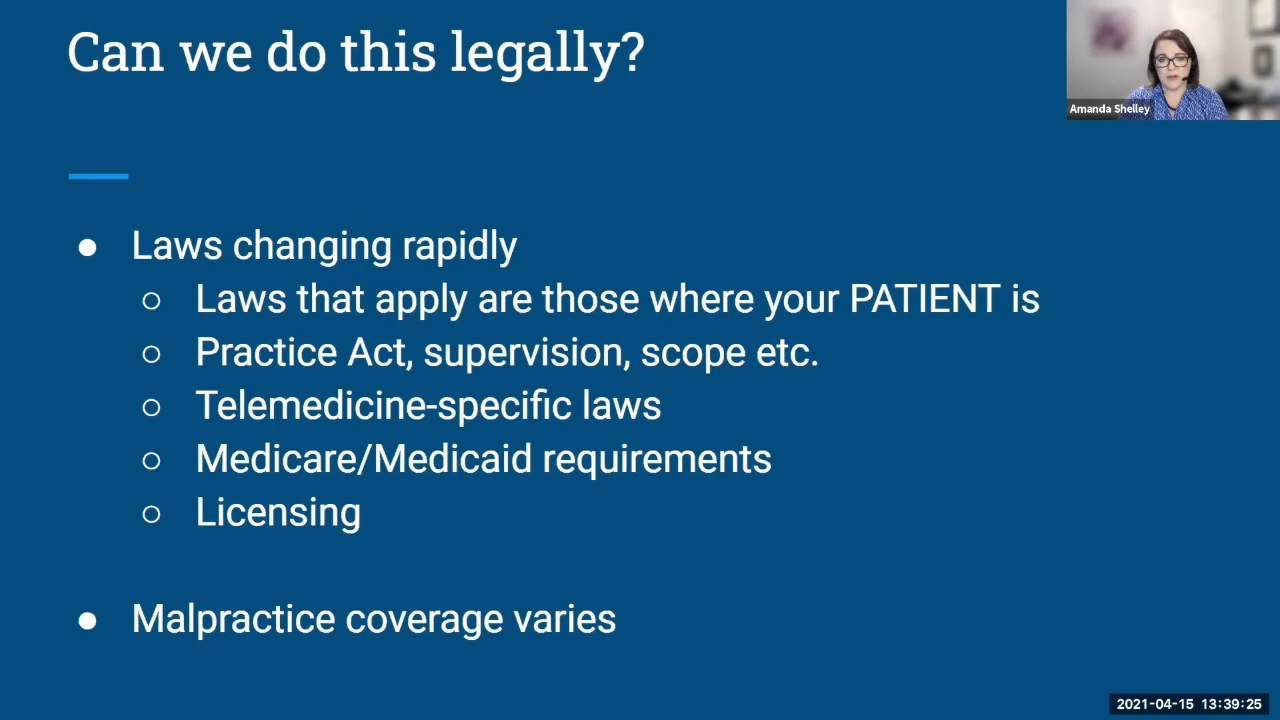 Can we do this legally?
Amanda Shelley
● Laws changing rapidly
○ Laws that apply are those where your PATIENT is
○ Practice Act, supervision, scope etc.
○ Telemedicine-specific laws
○ Medicare/Medicaid requirements
○ Licensing
● Malpractice coverage varies
2021-04-15 13:39:25